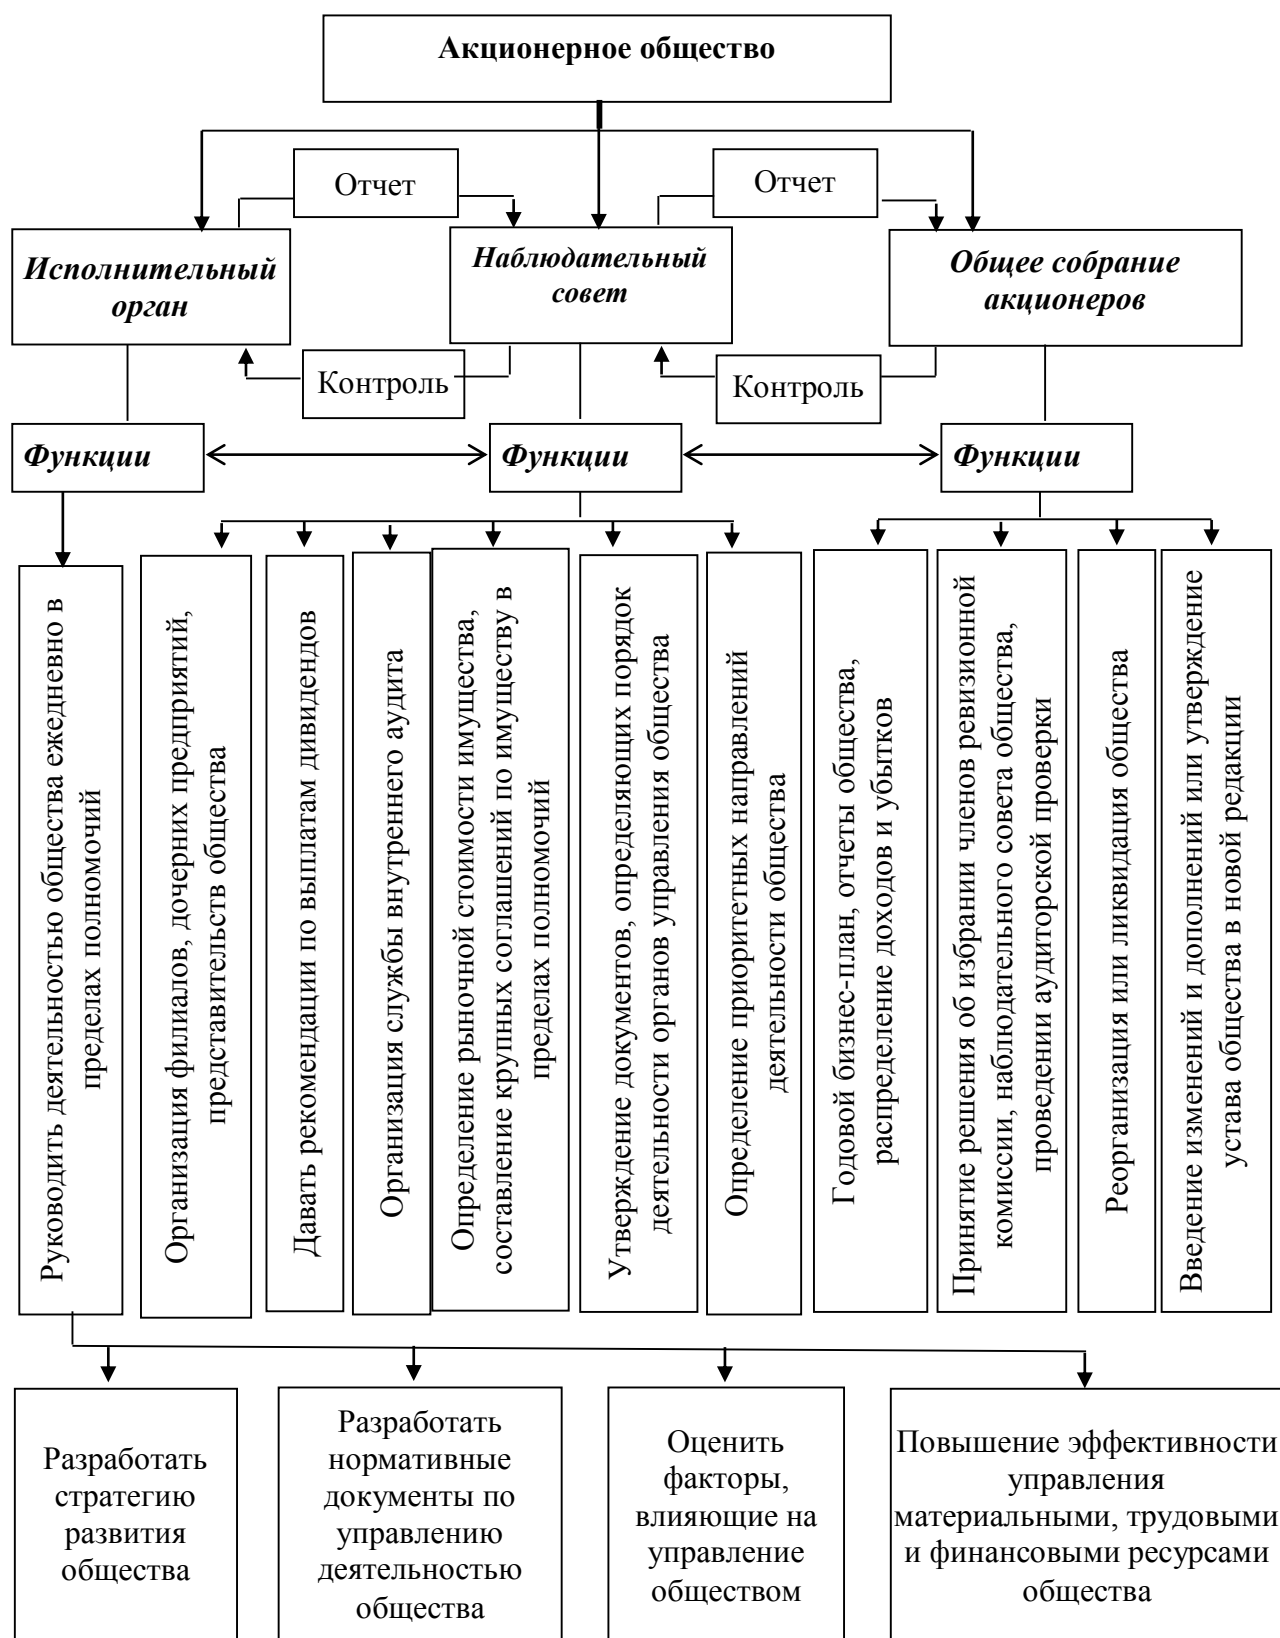 Акционерное общество
Отчет
Отчет
Исполнительный
орган
Наблюдательный
совет
Общее собрание
акционеров
Контроль
Контроль
Функции
Функции
Функции
Руководить деятельностью общества ежедневно в
пределах полномочий
Организация филиалов, дочерних предприятий,
представительств общества
Давать рекомендации по выплатам дивидендов
Организация службы внутреннего аудита
Определение рыночной стоимости имущества,
составление крупных соглашений по имуществу в
пределах полномочий
Утверждение документов, определяющих порядок
деятельности органов управления общества
Определение приоритетных направлений
деятельности общества
Годовой бизнес-план, отчеты общества,
распределение доходов и убытков
Принятие решения об избрании членов ревизионной
комиссии, наблюдательного совета общества,
проведении аудиторской проверки
Реорганизация или ликвидация общества
Введение изменений и дополнений или утверждение
устава общества в новой редакции
Разработать
стратегию
развития
общества
Разработать
нормативные
документы по
управлению
деятельностью
общества
Оценить
факторы,
влияющие на
управление
обществом
Повышение эффективности
управления
материальными, трудовыми
и финансовыми ресурсами
общества